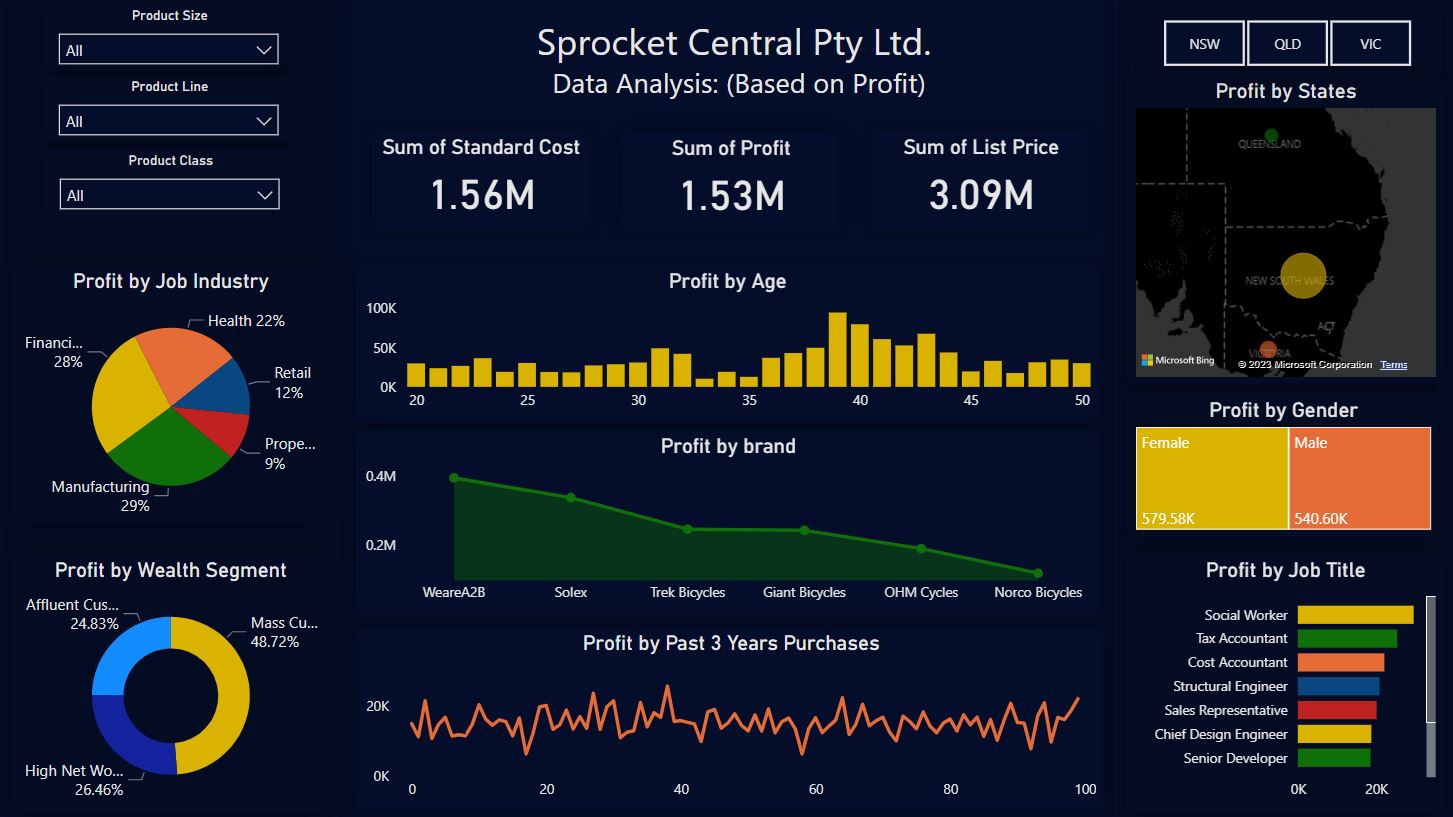 Product Size
All
Product Line
All
Product Class
All
Sprocket Central Pty Ltd.
Data Analysis: (Based on Profit)
Sum of Standard Cost
1.56M
Sum of Profit
1.53M
Sum of List Price
3.09M
NSW
QLD
VIC
Profit by States
QUEENSLAND
NEW SOUTH WALES
ACT
VICTORIA
Microsoft Bing
© 2023 Microsoft Corporation Terms
Profit by Job Industry
Health 22%
Financi...
28%
Retail
12%
Prope...
9%
Manufacturing
29%
Profit by Age
100K
50K
0K
20 25 30 35 40 45 50
Profit by brand
0.4M
0.2M
WeareA2B Solex Trek Bicycles Giant Bicycles OHM Cycles Norco Bicycles
Profit by Gender
Female
579.58K
Male
540.60K
Profit by Wealth Segment
Affluent Cus...
24.83%
Mass Cu...
48.72%
High Net Wo...
26.46%
Profit by Past 3 Years Purchases
20K
0K
0 20 40 60 80 100
Profit by Job Title
Social Worker
Tax Accountant
Cost Accountant
Structural Engineer
Sales Representative
Chief Design Engineer
Senior Developer
0K 20K